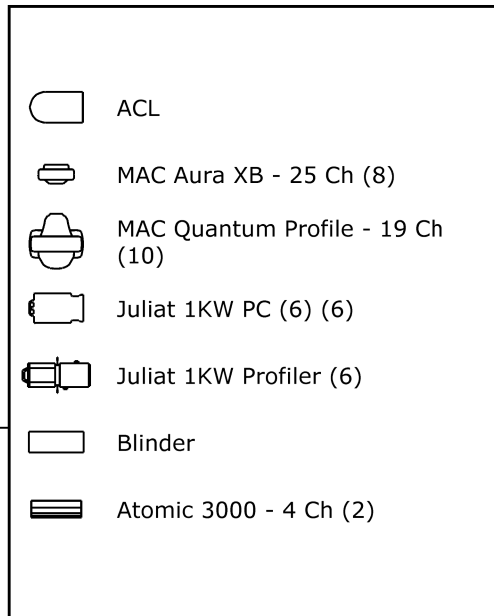 ACL
MAC Aura XB - 25 Ch (8)
MAC Quantum Profile - 19 Ch
(10)
Juliat 1KW PC (6) (6)
Juliat 1KW Profiler (6)
Blinder
Atomic 3000 - 4 Ch (2)